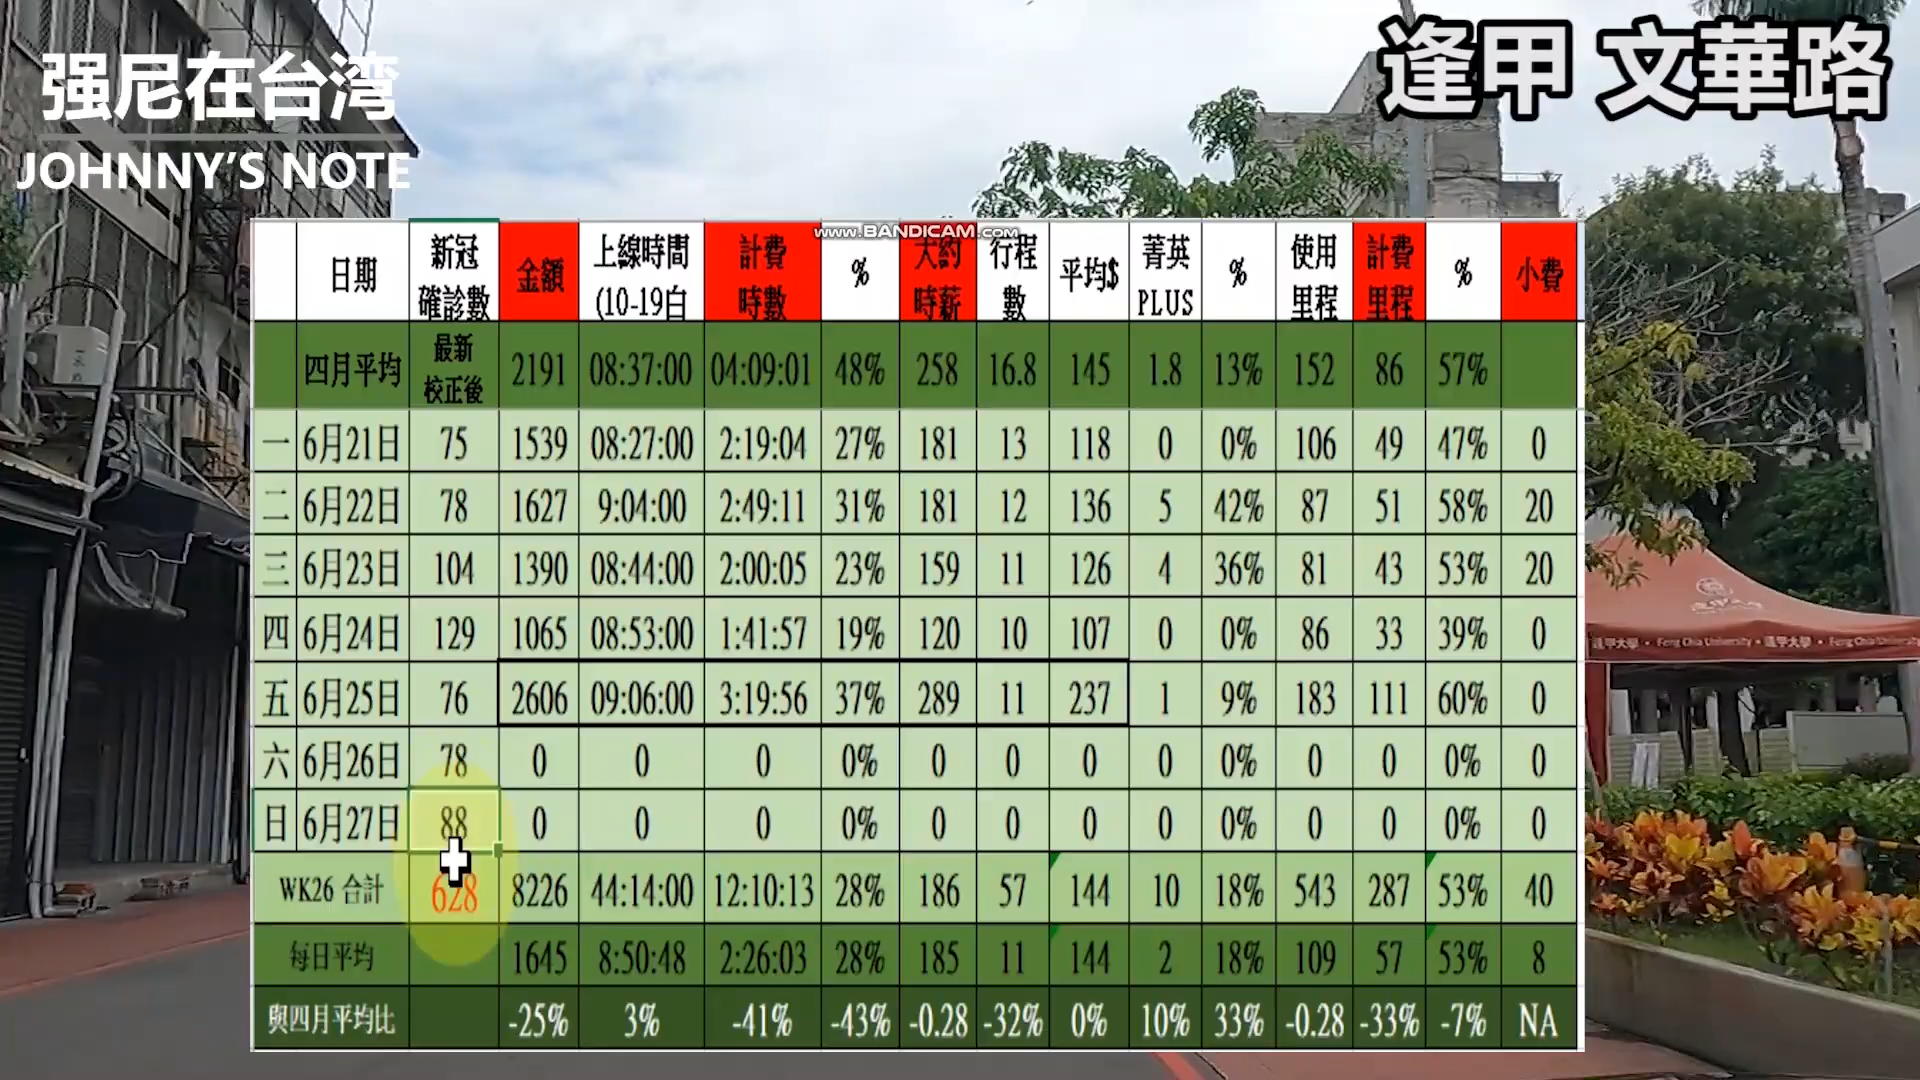 强尼在台湾
JOHNNY'S NOTE
逢甲 文華路
WWW.BANDICAM.com
日期 新冠確診數 金額 上線時間(10-19白 計費時數 % 大約時薪 行程數 平均$ 菁英PLUS % 使用里程 計費里程 % 小費
四月平均 最新校正後 2191 08:37:00 04:09:01 48% 258 16.8 145 1.8 13% 152 86 57%
一 6月21日 75 1539 08:27:00 2:19:04 27% 181 13 118 0 0% 106 49 47% 0
二 6月22日 78 1627 9:04:00 2:49:11 31% 181 12 136 5 42% 87 51 58% 20
三 6月23日 104 1390 08:44:00 2:00:05 23% 159 11 126 4 36% 81 43 53% 20
四 6月24日 129 1065 08:53:00 1:41:57 19% 120 10 107 0 0% 86 33 39% 0
五 6月25日 76 2606 09:06:00 3:19:56 37% 289 11 237 1 9% 183 111 60% 0
六 6月26日 78 0 0 0 0% 0 0 0 0 0% 0 0 0% 0
日 6月27日 88 0 0 0 0% 0 0 0 0 0% 0 0 0% 0
WK26 合計 628 8226 44:14:00 12:10:13 28% 186 57 144 10 18% 543 287 53% 40
每日平均 1645 8:50:48 2:26:03 28% 185 11 144 2 18% 109 57 53% 8
與四月平均比 -25% 3% -41% -43% -0.28 -32% 0% 10% 33% -0.28 -33% -7% NA
逢甲大學 • Feng Chia University • 逢甲大學 • Feng Chia